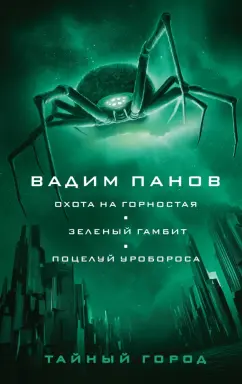 ВАДИМ ПАНОВ
ОХОТА НА ГОРНОСТАЯ
ЗЕЛЕНЫЙ ГАМБИТ
ПОЦЕЛУЙ УРОБОРОСА
ТАЙНЫЙ ГОРОД